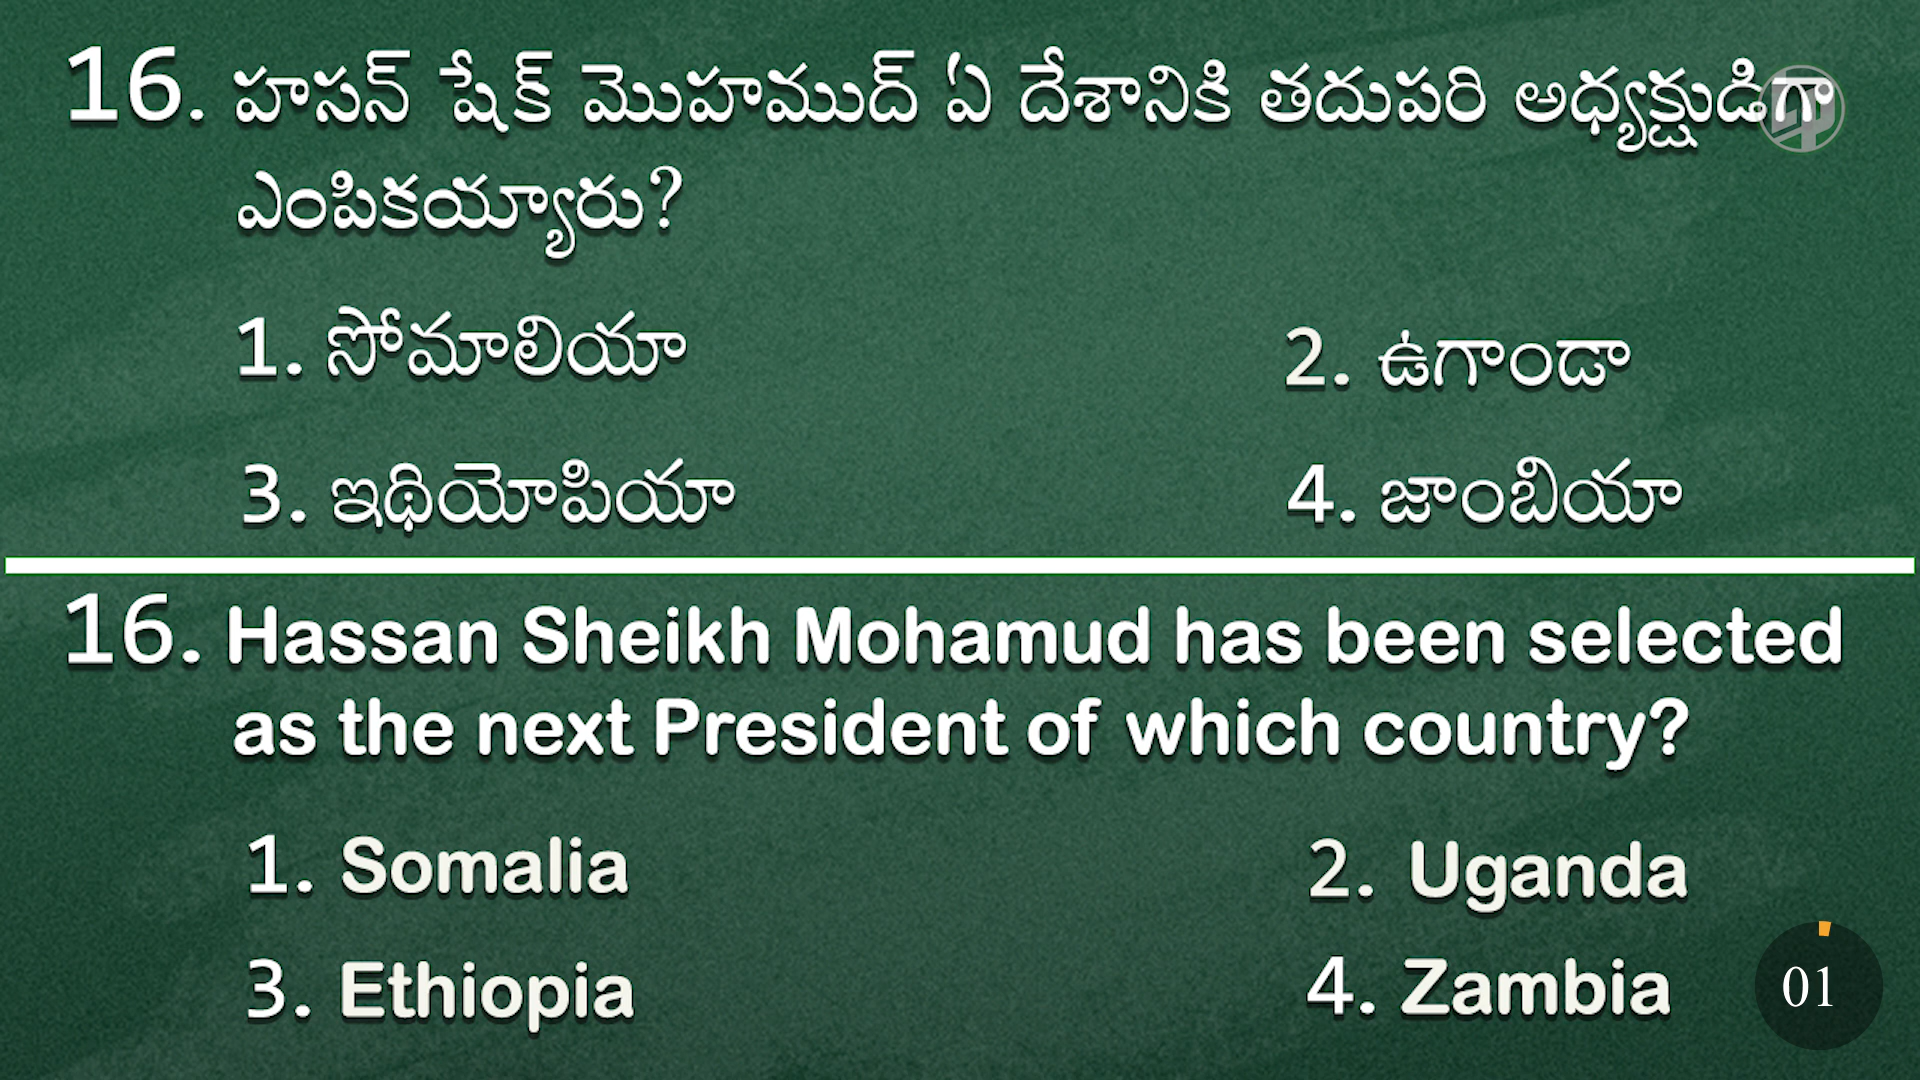 16. హసన్ షేక్ మొహముద్ ఏ దేశానికి తదుపరి అధ్యక్షుడిగా
ఎంపికయ్యారు?
1. సోమాలియా
2. ఉగాండా
3. ఇథియోపియా
4. జాంబియా
16. Hassan Sheikh Mohamud has been selected
as the next President of which country?
1. Somalia
2. Uganda
3. Ethiopia
4. Zambia
01